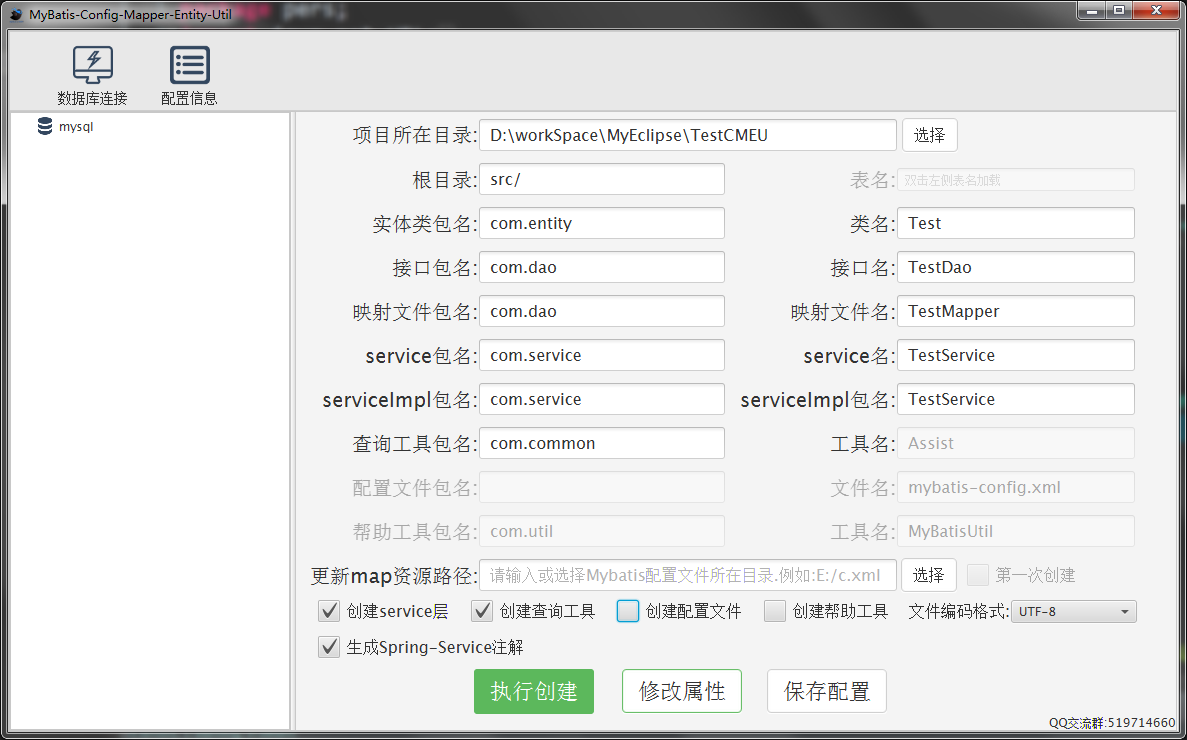 MyBatis-Config-Mapper-Entity-Util
数据库连接 配置信息
mysql
项目所在目录: D:\workSpace\MyEclipse\TestCMEU 选择
根目录: src/ 表名: 双击左侧表名加载
实体类包名: com.entity 类名: Test
接口包名: com.dao 接口名: TestDao
映射文件包名: com.dao 映射文件名: TestMapper
service包名: com.service service名: TestService
serviceImpl包名: com.service serviceImpl包名: TestService
查询工具包名: com.common 工具名: Assist
配置文件包名: 文件名: mybatis-config.xml
帮助工具包名: com.util 工具名: MyBatisUtil
更新map资源路径: 请输入或选择Mybatis配置文件所在目录.例如:E:/c.xml 选择 第一次创建
创建service层 创建查询工具 创建配置文件 创建帮助工具 文件编码格式: UTF-8
生成Spring-Service注解
执行创建 修改属性 保存配置
QQ交流群:519714660